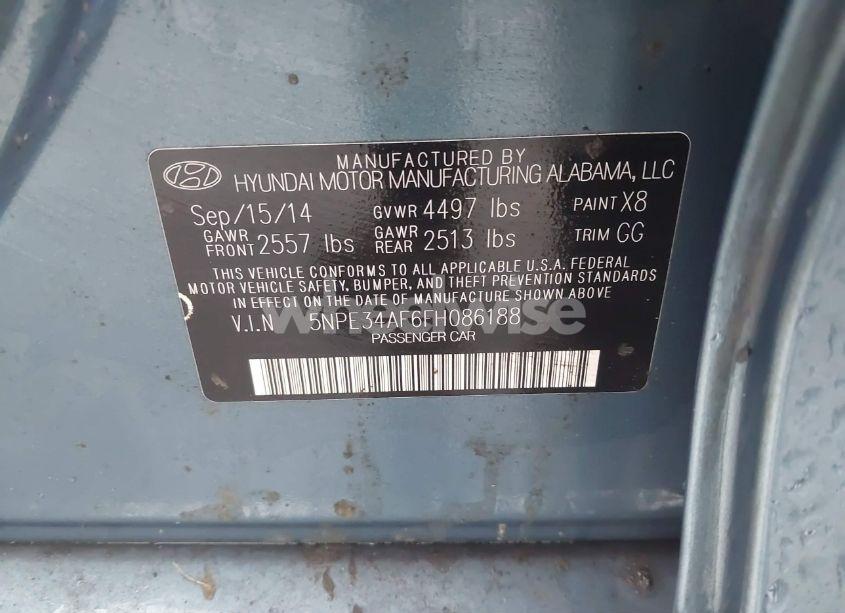 MANUFACTURED BY
HYUNDAI MOTOR MANUFACTURING ALABAMA, LLC
Sep/15/14 GVWR 4497 lbs PAINT X8
GAWR FRONT 2557 lbs GAWR REAR 2513 lbs TRIM GG
THIS VEHICLE CONFORMS TO ALL APPLICABLE U.S.A. FEDERAL
MOTOR VEHICLE SAFETY, BUMPER, AND THEFT PREVENTION STANDARDS
IN EFFECT ON THE DATE OF MANUFACTURE SHOWN ABOVE
V.I.N 5NPE34AF6FH086188
wheelwise
PASSENGER CAR